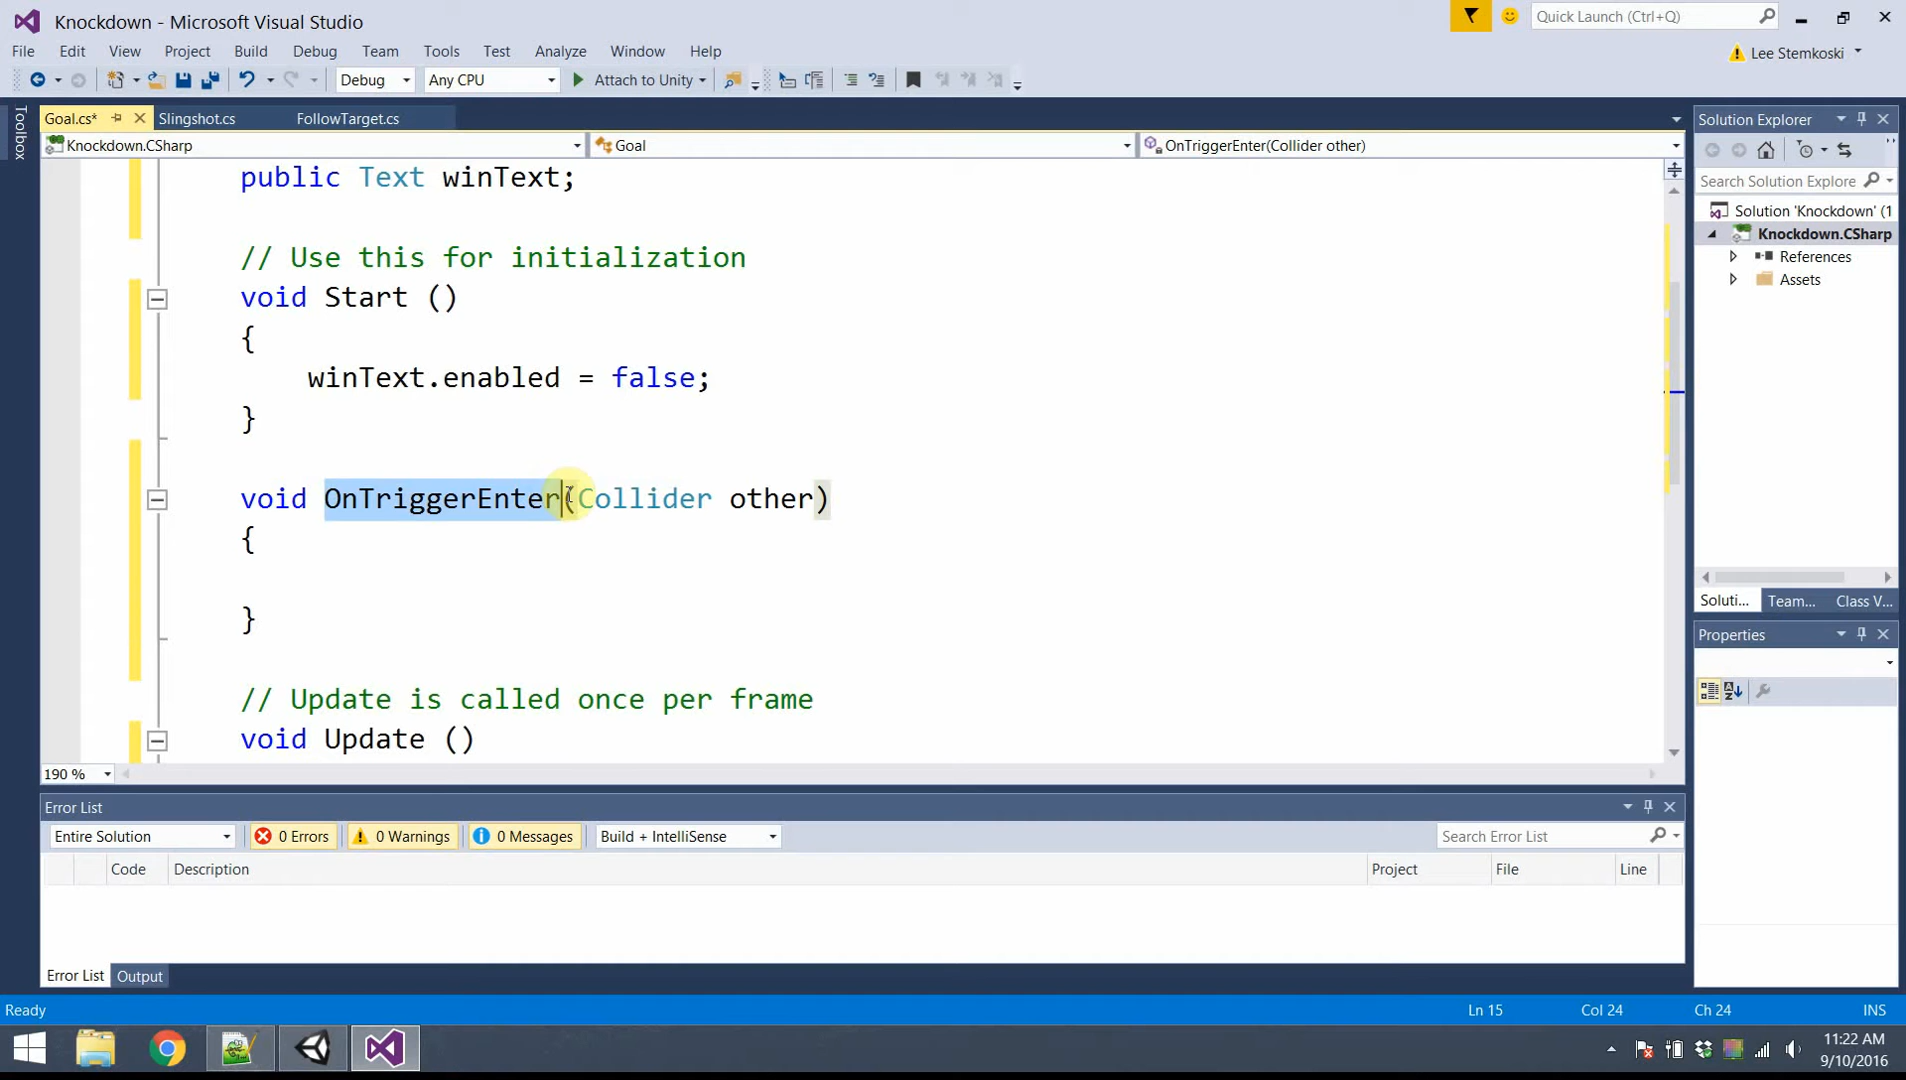 Knockdown - Microsoft Visual Studio
Quick Launch (Ctrl+Q)
File Edit View Project Build Debug Team Tools Test Analyze Window Help
Lee Stemkoski
Debug Any CPU Attach to Unity
Toolbox
Goal.cs* Slingshot.cs FollowTarget.cs
Knockdown.CSharp Goal OnTriggerEnter(Collider other)
public Text winText;
// Use this for initialization
void Start ()
{
winText.enabled = false;
}
void OnTriggerEnter(Collider other)
{
}
// Update is called once per frame
void Update ()
190 %
Solution Explorer
Search Solution Explore
Solution 'Knockdown' (1
Knockdown.CSharp
References
Assets
Soluti... Team... Class V...
Properties
Error List
Entire Solution 0 Errors 0 Warnings 0 Messages Build + IntelliSense Search Error List
Code Description Project File Line
Error List Output
Ready Ln 15 Col 24 Ch 24 INS
11:22 AM
9/10/2016